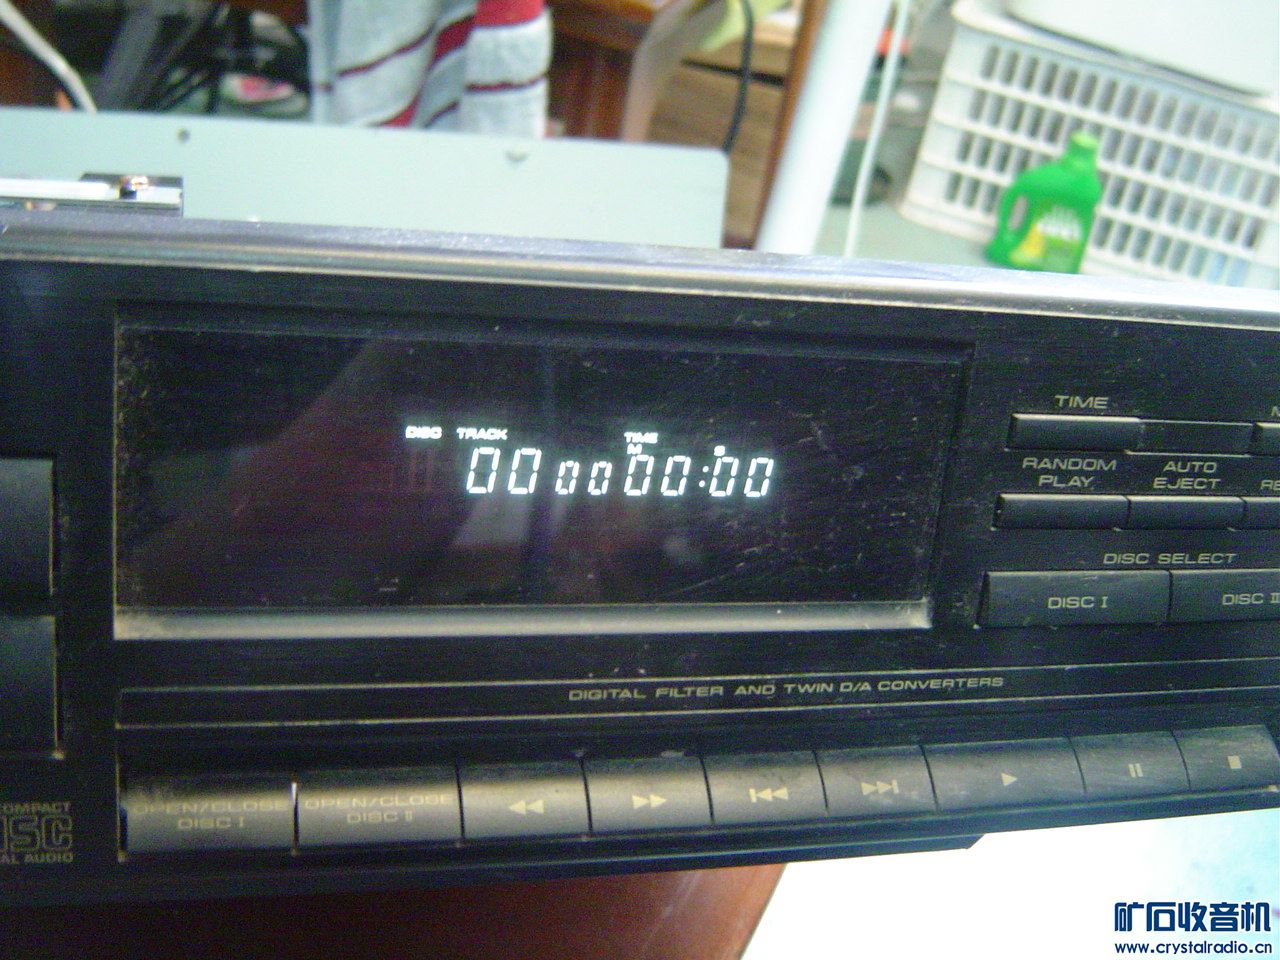 DISC TRACK TIME
M S
00 00 00:00
TIME
RANDOM PLAY
AUTO EJECT
DISC SELECT
DISC I
DISC II
DIGITAL FILTER AND TWIN D/A CONVERTERS
OPEN/CLOSE
DISC I
OPEN/CLOSE
DISC II
COMPACT
DISC
矿石收音机
www.crystalradio.cn